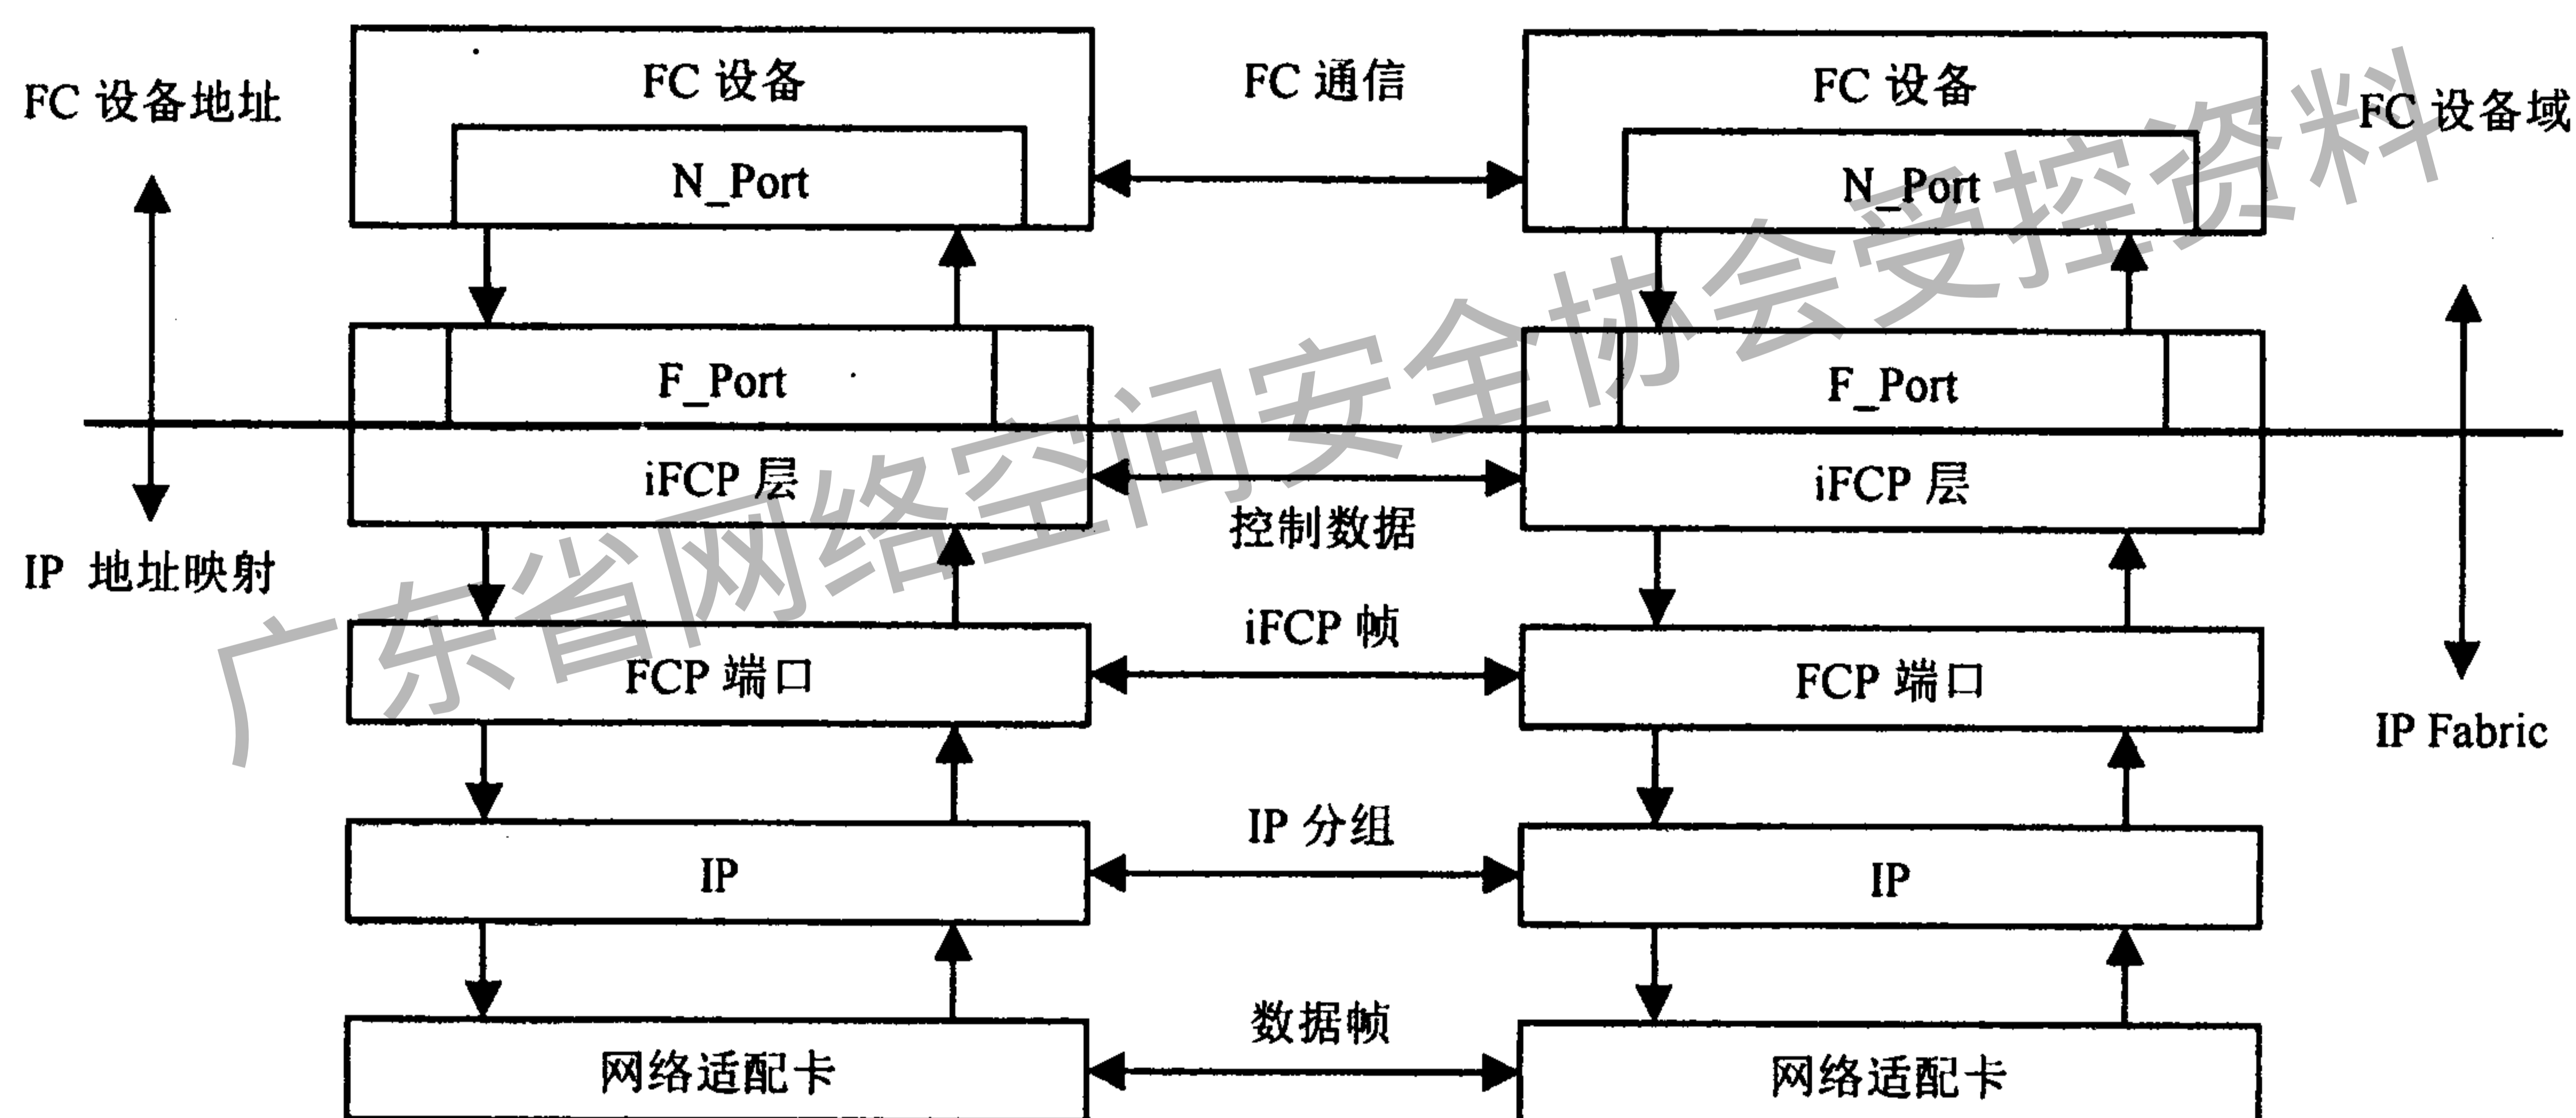 FC 设备
FC 通信
FC 设备
FC 设备地址
FC 设备域
N_Port
N_Port
F_Port
F_Port
iFCP 层
iFCP 层
控制数据
IP 地址映射
iFCP 帧
FCP 端口
FCP 端口
IP Fabric
IP 分组
IP
IP
数据帧
网络适配卡
网络适配卡
广东省网络空间安全协会受控资料